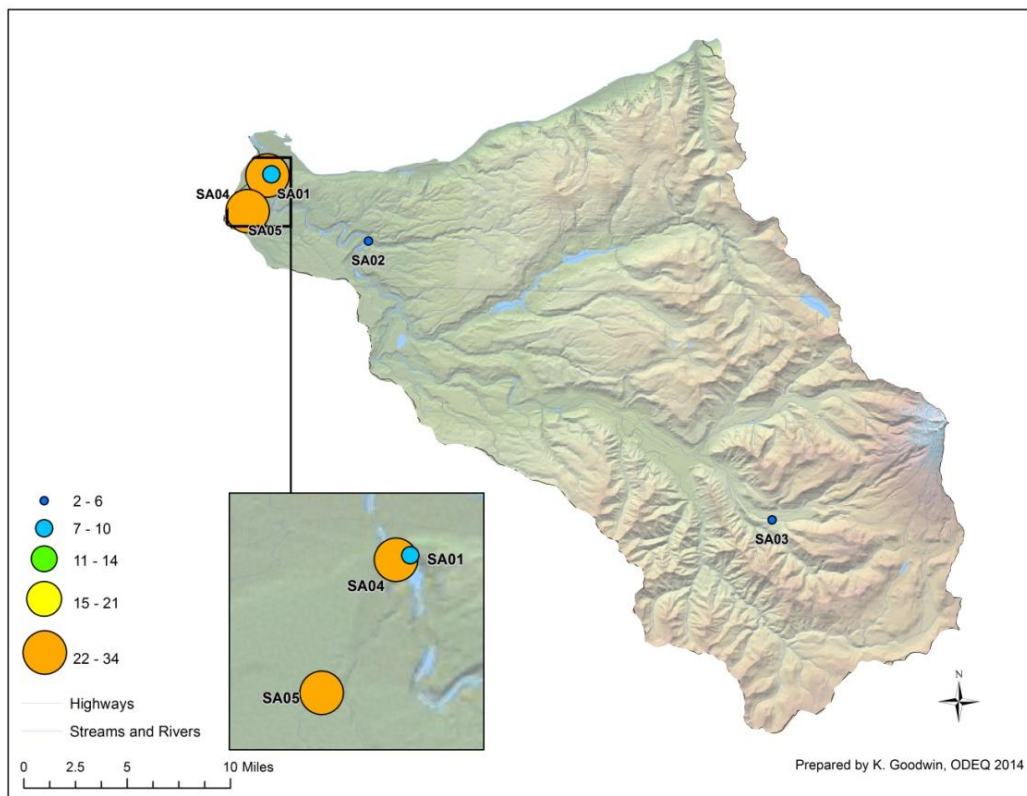 SA04
SA01
SA05
SA02
SA03
2 - 6
7 - 10
11 - 14
15 - 21
22 - 34
Highways
Streams and Rivers
0 2.5 5 10 Miles
SA01
SA04
SA05
N
Prepared by K. Goodwin, ODEQ 2014